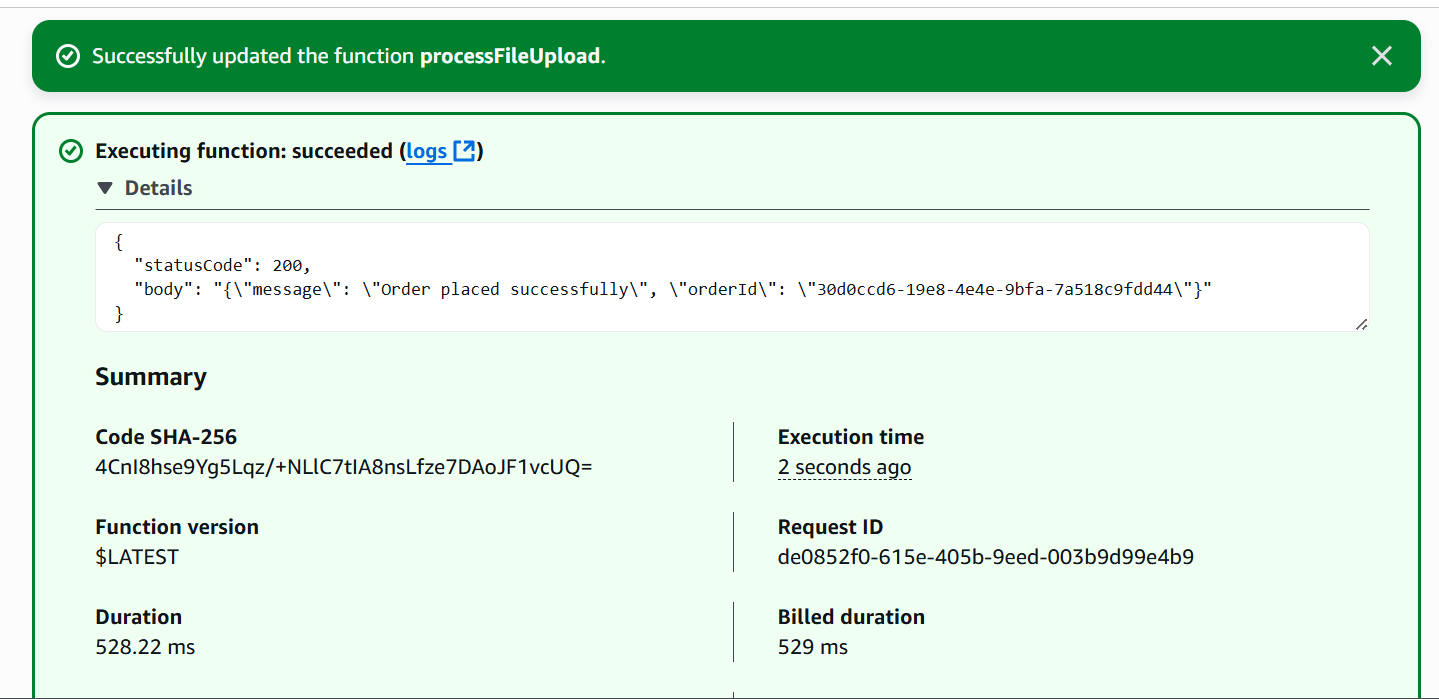 Successfully updated the function processFileUpload.
Executing function: succeeded (logs)
Details
{
  "statusCode": 200,
  "body": "{\"message\": \"Order placed successfully\", \"orderId\": \"30d0ccd6-19e8-4e4e-9bfa-7a518c9fdd44\"}"
}
Summary
Code SHA-256
4CnI8hse9Yg5Lqz/+NLlC7tIA8nsLfze7DAoJF1vcUQ=
Execution time
2 seconds ago
Function version
$LATEST
Request ID
de0852f0-615e-405b-9eed-003b9d99e4b9
Duration
528.22 ms
Billed duration
529 ms